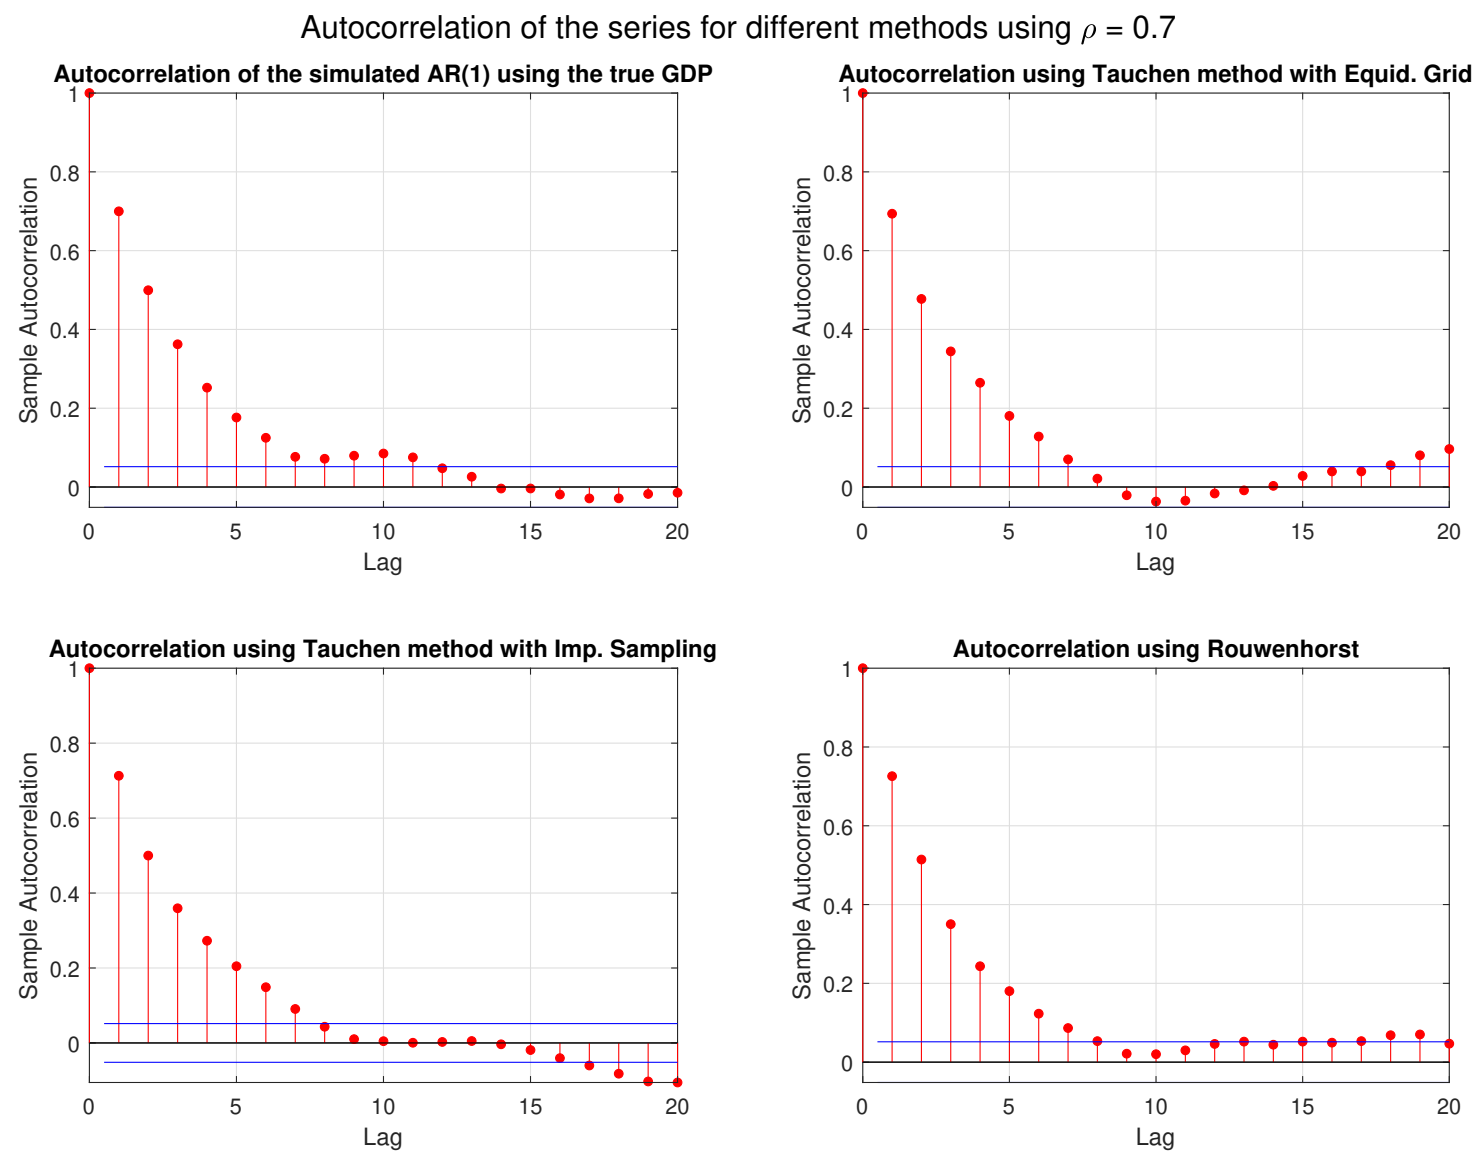 Autocorrelation of the series for different methods using ρ = 0.7
Autocorrelation of the simulated AR(1) using the true GDP
1
0.8
0.6
0.4
0.2
0
Sample Autocorrelation
0 5 10 15 20
Lag
Autocorrelation using Tauchen method with Equid. Grid
1
0.8
0.6
0.4
0.2
0
Sample Autocorrelation
0 5 10 15 20
Lag
Autocorrelation using Tauchen method with Imp. Sampling
1
0.8
0.6
0.4
0.2
0
Sample Autocorrelation
0 5 10 15 20
Lag
Autocorrelation using Rouwenhorst
1
0.8
0.6
0.4
0.2
0
Sample Autocorrelation
0 5 10 15 20
Lag